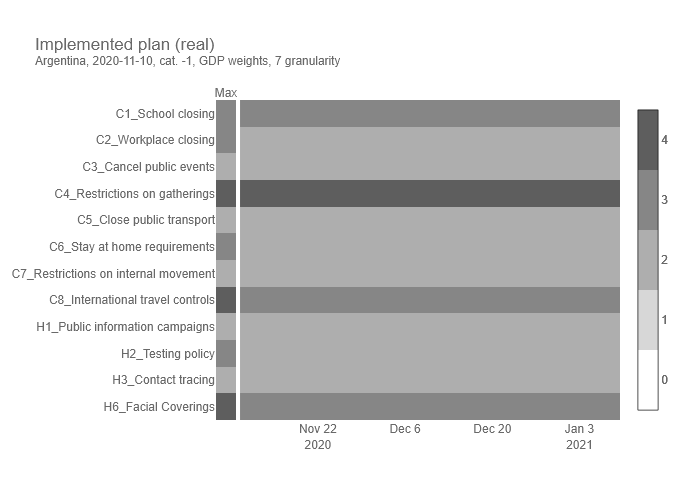 Implemented plan (real)
Argentina, 2020-11-10, cat. -1, GDP weights, 7 granularity
Max
C1_School closing
C2_Workplace closing
C3_Cancel public events
C4_Restrictions on gatherings
C5_Close public transport
C6_Stay at home requirements
C7_Restrictions on internal movement
C8_International travel controls
H1_Public information campaigns
H2_Testing policy
H3_Contact tracing
H6_Facial Coverings
Nov 22 Dec 6 Dec 20 Jan 3
2020 2021
4
3
2
1
0